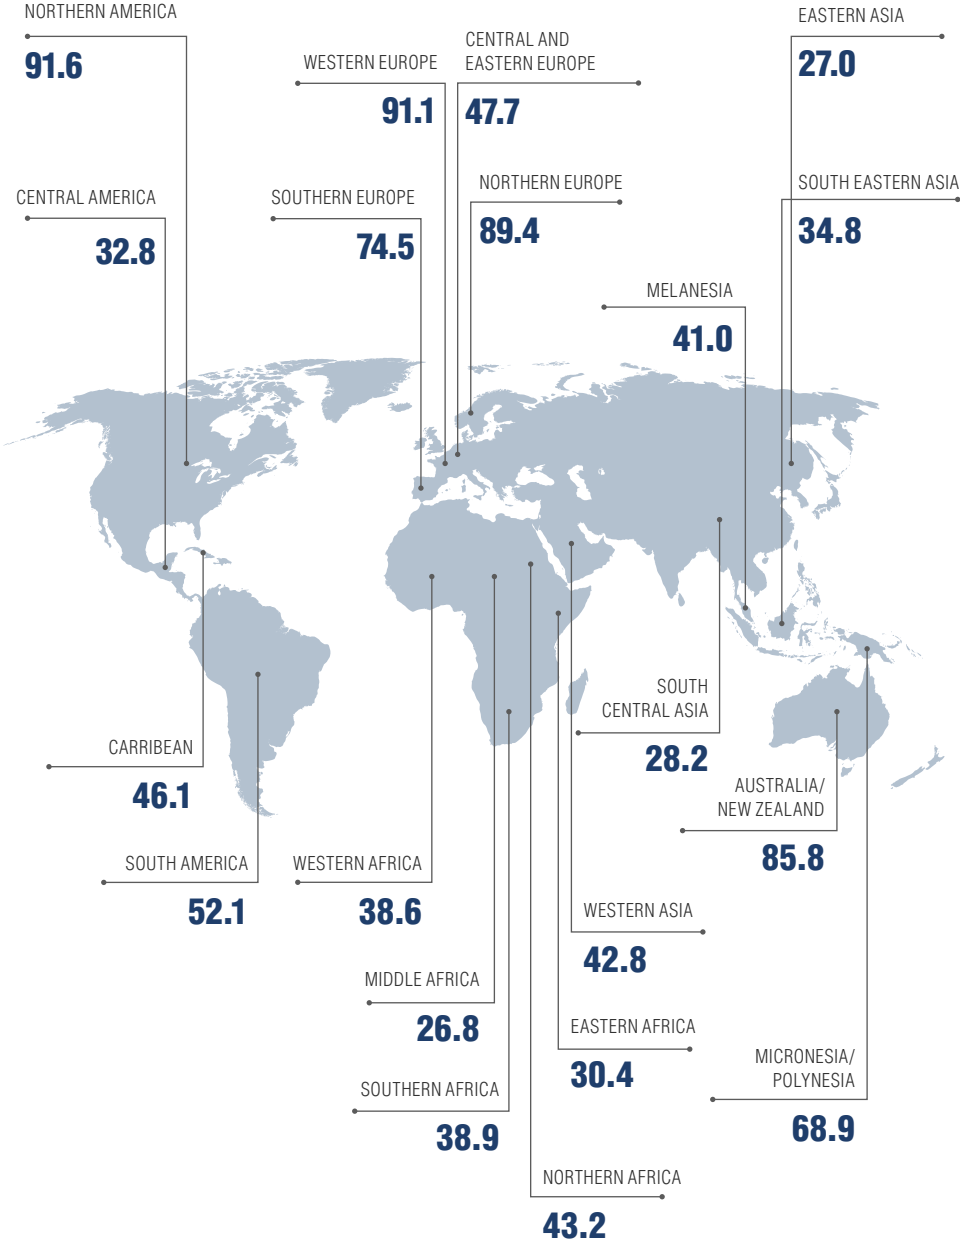 NORTHERN AMERICA
91.6
WESTERN EUROPE
91.1
CENTRAL AND
EASTERN EUROPE
47.7
EASTERN ASIA
27.0
CENTRAL AMERICA
32.8
SOUTHERN EUROPE
74.5
NORTHERN EUROPE
89.4
SOUTH EASTERN ASIA
34.8
MELANESIA
41.0
CARRIBEAN
46.1
SOUTH
CENTRAL ASIA
28.2
AUSTRALIA/
NEW ZEALAND
85.8
SOUTH AMERICA
52.1
WESTERN AFRICA
38.6
WESTERN ASIA
42.8
MIDDLE AFRICA
26.8
EASTERN AFRICA
30.4
MICRONESIA/
POLYNESIA
68.9
SOUTHERN AFRICA
38.9
NORTHERN AFRICA
43.2